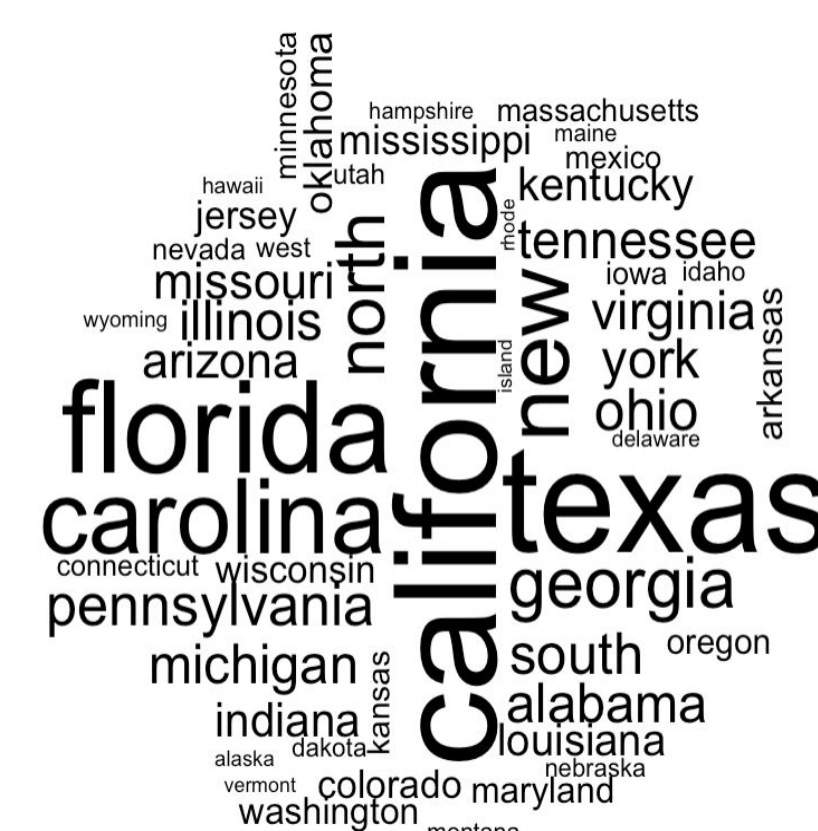 minnesota
oklahoma
hampshire
massachusetts
mississippi
maine
mexico
utah
kentucky
hawaii
jersey
rhode
tennessee
nevada
west
north
california
missouri
iowa
idaho
new
virginia
arkansas
wyoming
illinois
island
york
arizona
florida
ohio
delaware
carolina
texas
connecticut
wisconsin
georgia
pennsylvania
michigan
kansas
south
oregon
indiana
alabama
dakota
louisiana
alaska
nebraska
vermont
colorado
maryland
washington
montana